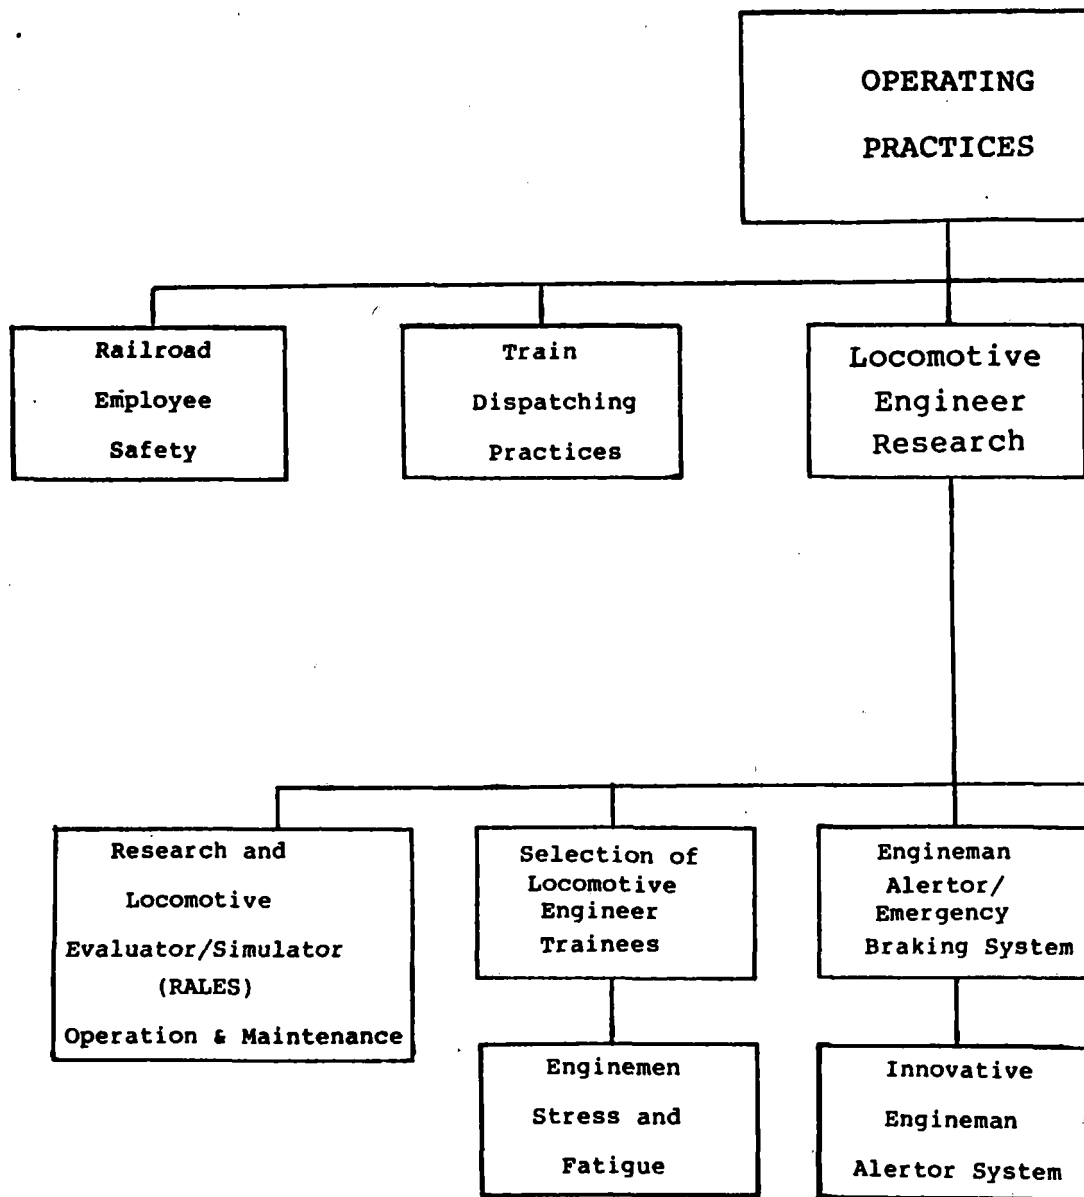 OPERATING
PRACTICES
Railroad
Employee
Safety
Train
Dispatching
Practices
Locomotive
Engineer
Research
Research and
Locomotive
Evaluator/Simulator
(RALES)
Operation & Maintenance
Selection of
Locomotive
Engineer
Trainees
Engineman
Alertor/
Emergency
Braking System
Enginemen
Stress and
Fatigue
Innovative
Engineman
Alertor System